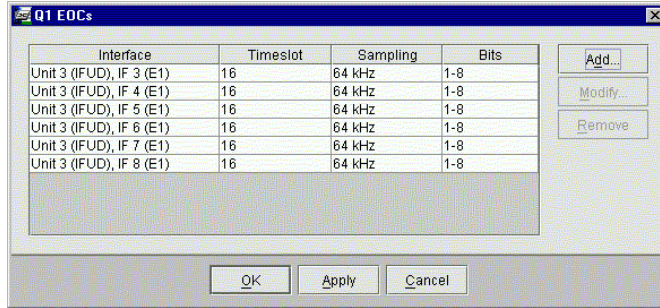 Q1 EOCs
Interface Timeslot Sampling Bits
Unit 3 (IFUD), IF 3 (E1) 16 64 kHz 1-8
Unit 3 (IFUD), IF 4 (E1) 16 64 kHz 1-8
Unit 3 (IFUD), IF 5 (E1) 16 64 kHz 1-8
Unit 3 (IFUD), IF 6 (E1) 16 64 kHz 1-8
Unit 3 (IFUD), IF 7 (E1) 16 64 kHz 1-8
Unit 3 (IFUD), IF 8 (E1) 16 64 kHz 1-8
Add...
Modify...
Remove
OK Apply Cancel